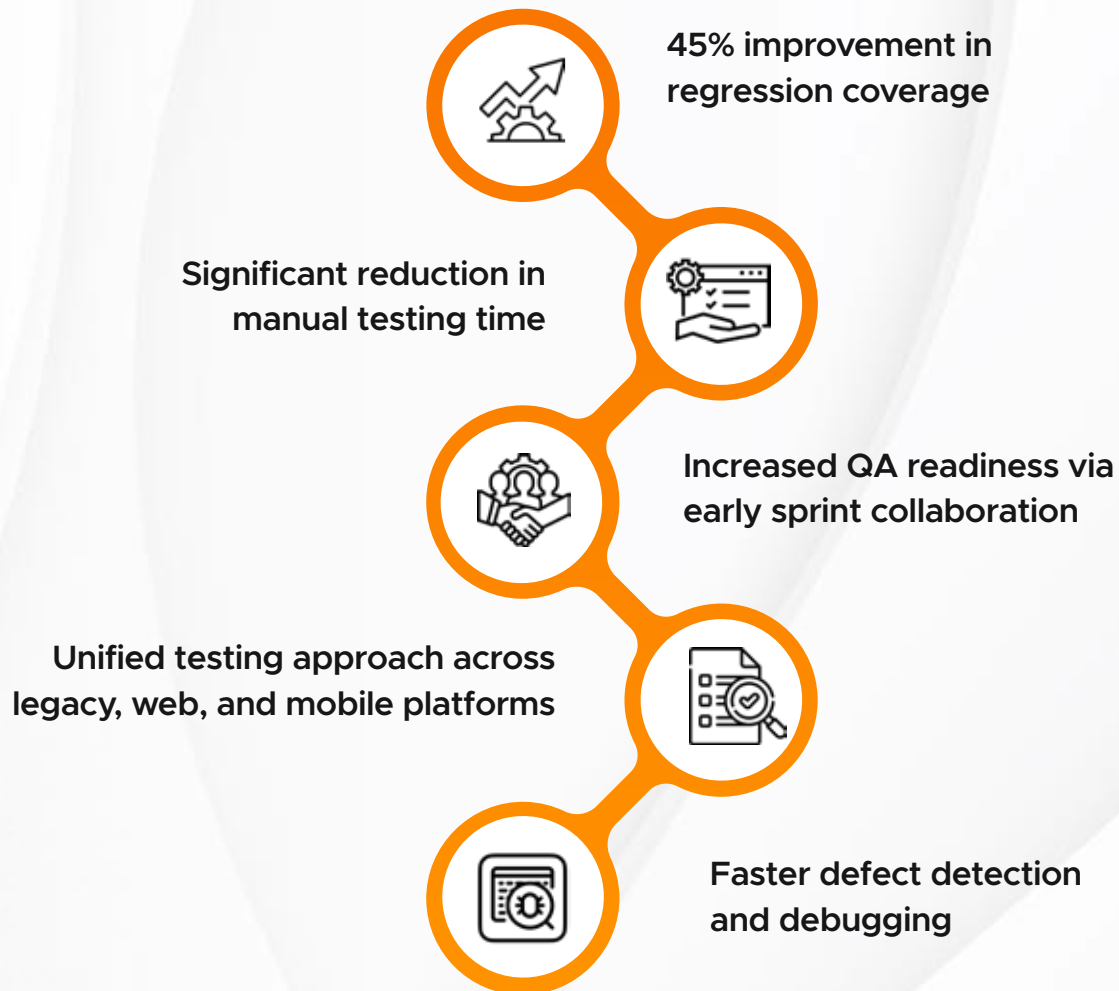 45% improvement in
regression coverage
Significant reduction in
manual testing time
Increased QA readiness via
early sprint collaboration
Unified testing approach across
legacy, web, and mobile platforms
Faster defect detection
and debugging